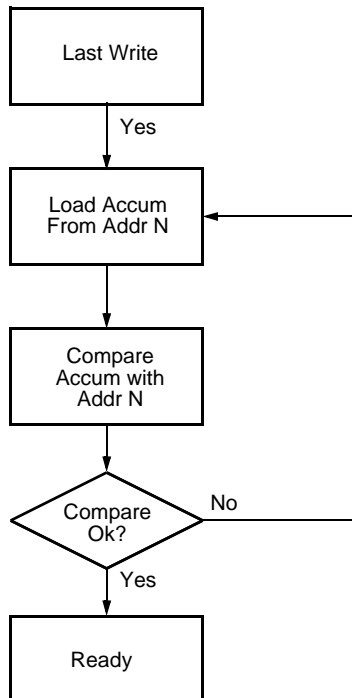 Last Write
Yes
Load Accum
From Addr N
Compare
Accum with
Addr N
Compare
Ok?
No
Yes
Ready